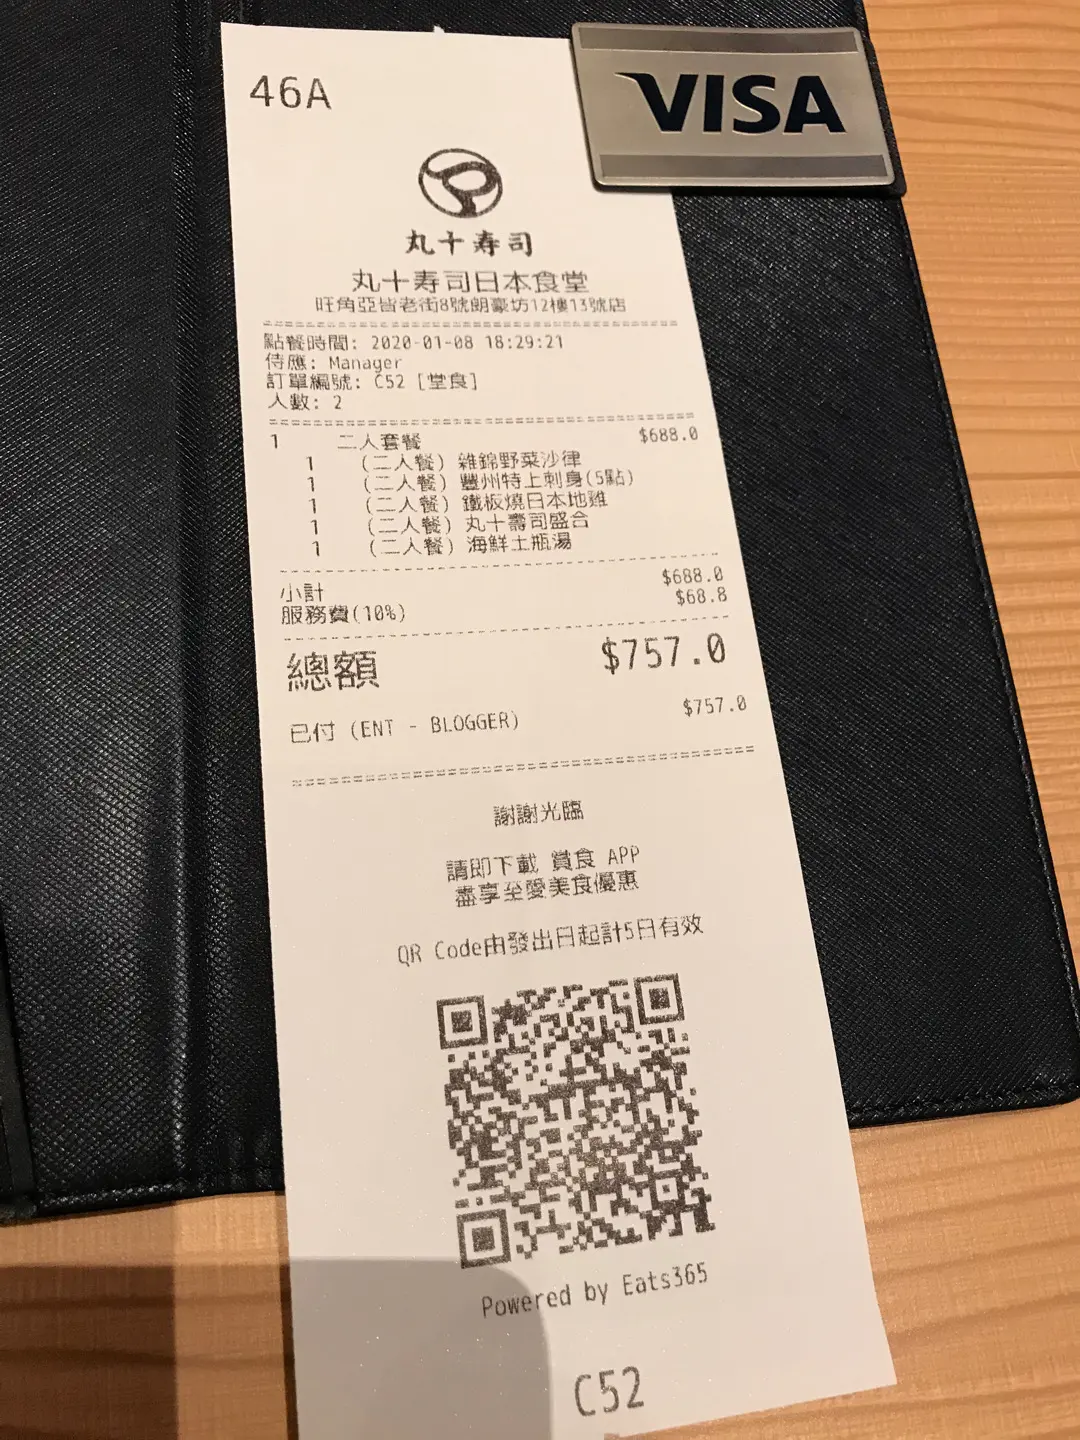 VISA
46A
丸十寿司
丸十寿司日本食堂
旺角亞皆老街8號朗豪坊12樓13號店
點餐時間: 2020-01-08 18:29:21
侍應: Manager
訂單編號: C52 [堂食]
人數: 2
1 二人套餐 $688.0
1 (二人餐) 雜錦野菜沙律
1 (二人餐) 豐州特上刺身(5點)
1 (二人餐) 鐵板燒日本地雞
1 (二人餐) 丸十壽司盛合
1 (二人餐) 海鮮土瓶湯
小計 $688.0
服務費(10%) $68.8
總額 $757.0
已付 (ENT - BLOGGER) $757.0
謝謝光臨
請即下載 賞食 APP
盡享至愛美食優惠
QR Code由發出日起計5日有效
Powered by Eats365
C52